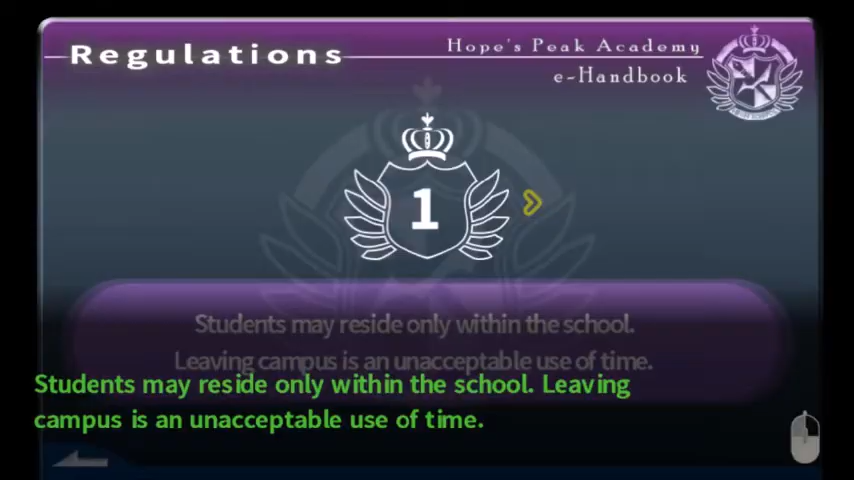 Regulations
Hope's Peak Academy
e-Handbook
1
Students may reside only within the school.
Leaving campus is an unacceptable use of time.
Students may reside only within the school. Leaving
campus is an unacceptable use of time.